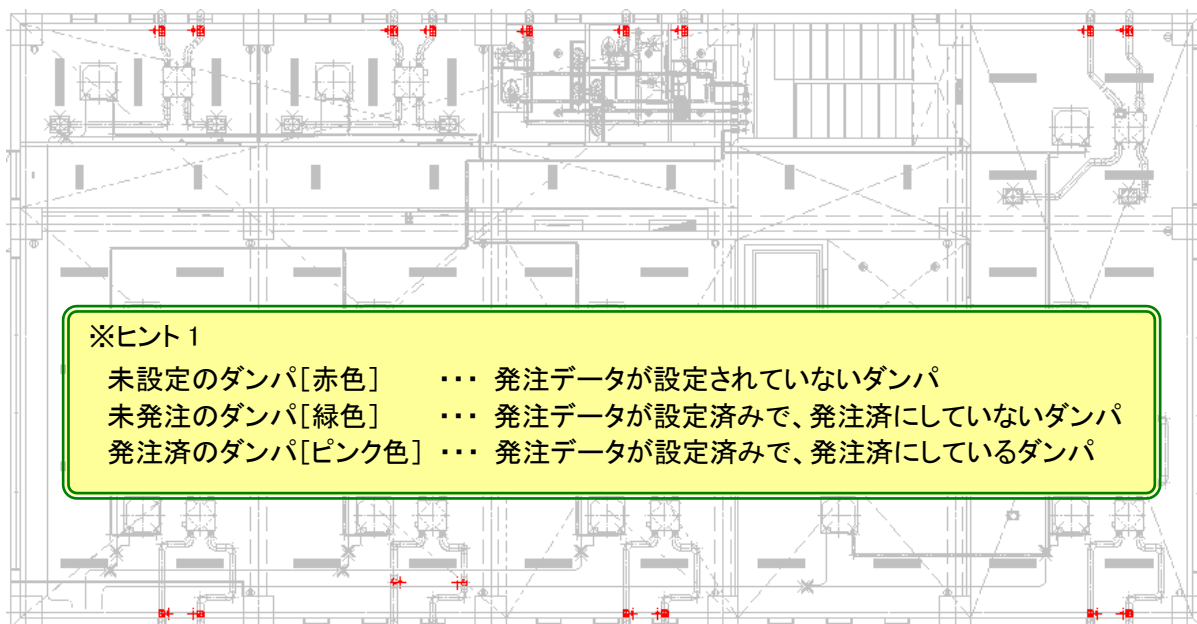 ※ヒント 1
未設定のダンパ[赤色] ・・・ 発注データが設定されていないダンパ
未発注のダンパ[緑色] ・・・ 発注データが設定済みで、発注済にしていないダンパ
発注済のダンパ[ピンク色] ・・・ 発注データが設定済みで、発注済にしているダンパ